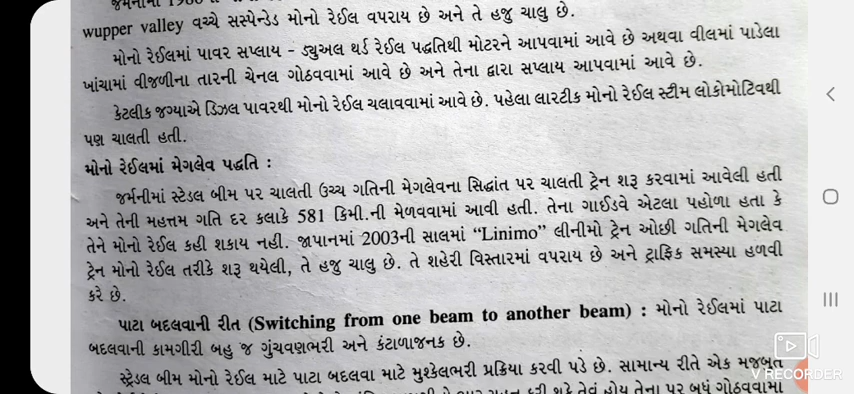 wupper valley વચ્ચે સસ્પેન્ડેડ મોનો રેઈલ વપરાય છે અને તે હજુ ચાલુ છે.
મોનો રેઈલમાં પાવર સપ્લાય - ડ્યુઅલ થર્ડ રેઈલ પદ્ધતિથી મોટરને આપવામાં આવે છે અથવા વીલમાં પાડેલા
ખાંચામાં વીજળીના તારની ચેનલ ગોઠવવામાં આવે છે અને તેના દ્વારા સપ્લાય આપવામાં આવે છે.
કેટલીક જગ્યાએ ડિઝલ પાવરથી મોનો રેઈલ ચલાવવામાં આવે છે. પહેલા લારટીક મોનો રેઈલ સ્ટીમ લોકોમોટિવથી
પણ ચાલતી હતી.
મોનો રેઈલમાં મેગલેવ પદ્ધતિ :
જર્મનીમાં સ્ટેડલ બીમ પર ચાલતી ઉચ્ચ ગતિની મેગલેવના સિદ્ધાંત પર ચાલતી ટ્રેન શરૂ કરવામાં આવેલી હતી
અને તેની મહત્તમ ગતિ દર કલાકે 581 કિમી.ની મેળવવામાં આવી હતી. તેના ગાઈડવે એટલા પહોળા હતા કે
તેને મોનો રેઈલ કહી શકાય નહી. જાપાનમાં 2003ની સાલમાં “Linimo” લીનીમો ટ્રેન ઓછી ગતિની મેગલેવ
ટ્રેન મોનો રેઈલ તરીકે શરૂ થયેલી, તે હજુ ચાલુ છે. તે શહેરી વિસ્તારમાં વપરાય છે અને ટ્રાફિક સમસ્યા હળવી
કરે છે.
પાટા બદલવાની રીત (Switching from one beam to another beam) : મોનો રેઈલમાં પાટા
બદલવાની કામગીરી બહુ જ ગુંચવણભરી અને કંટાળાજનક છે.
સ્ટ્રેડલ બીમ મોનો રેઈલ માટે પાટા બદલવા માટે મુશ્કેલભરી પ્રક્રિયા કરવી પડે છે. સામાન્ય રીતે એક મજબૂત
તેવું હોય તેના પર બધું ગોઠવવામા
V RECORDER